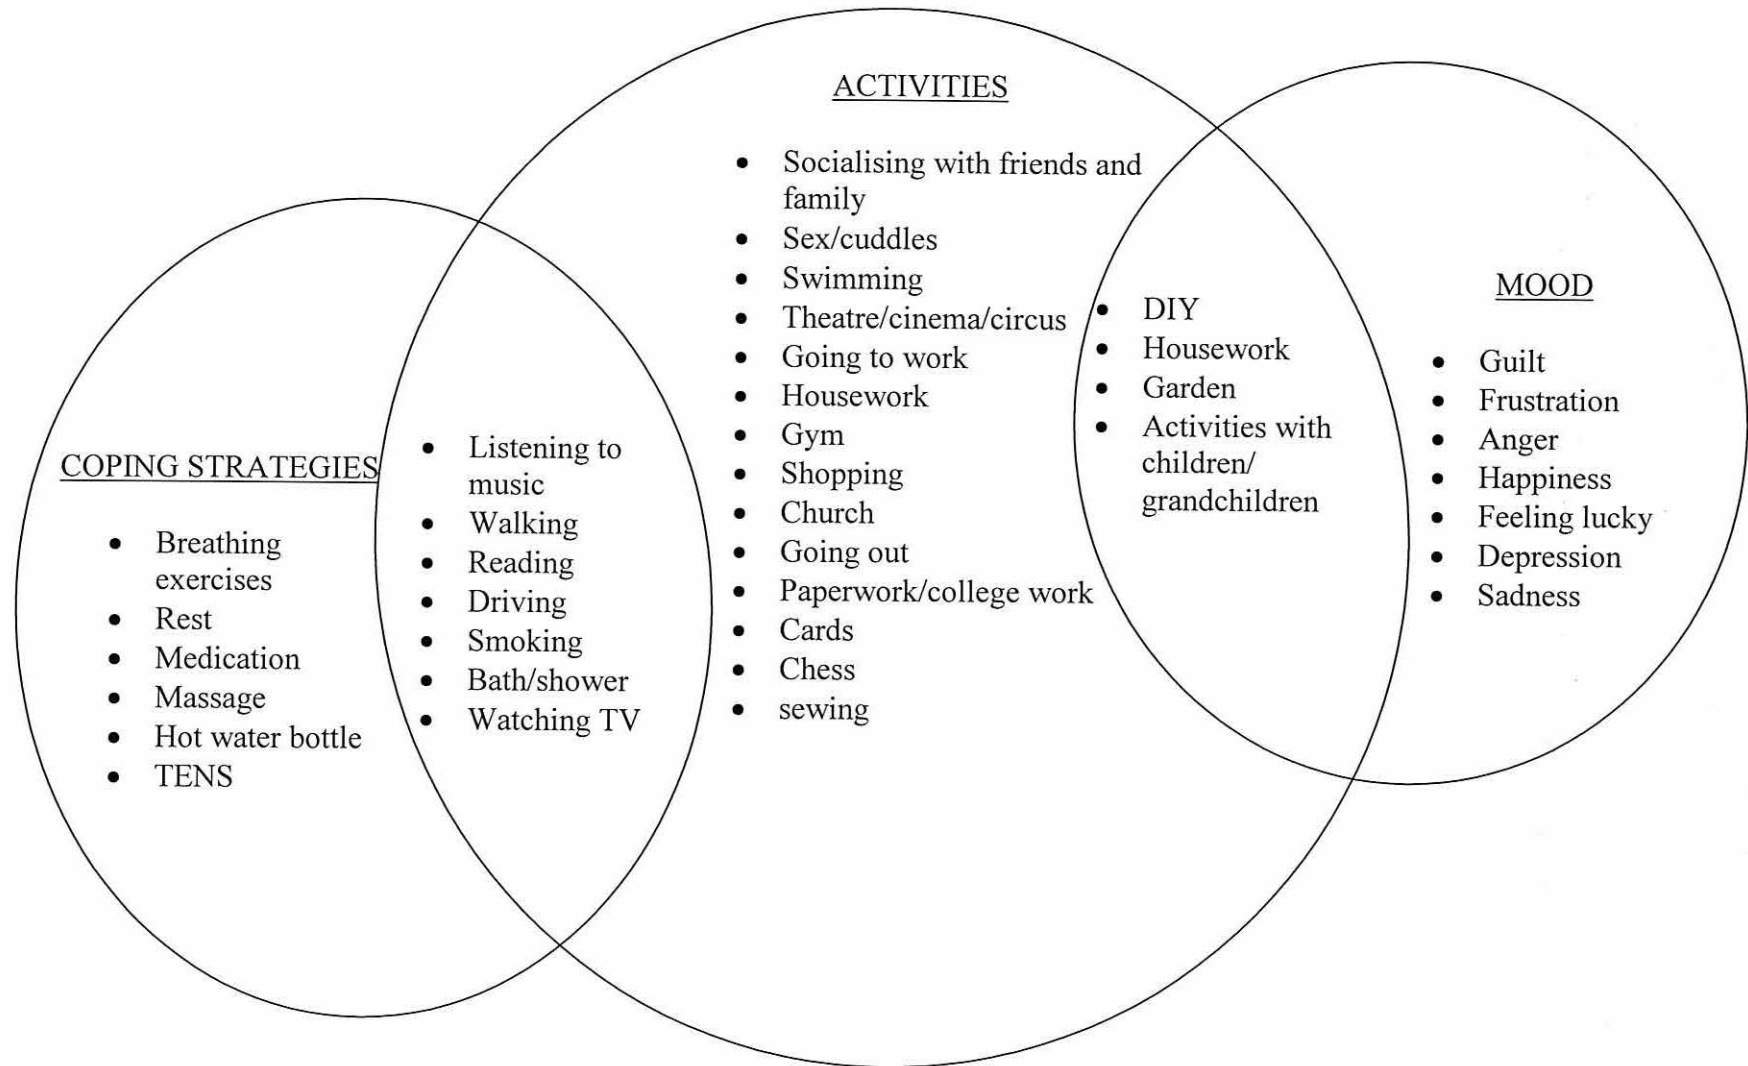 ACTIVITIES
• Socialising with friends and
family
• Sex/cuddles
• Swimming
• Theatre/cinema/circus
• Going to work
• Housework
• Gym
• Shopping
• Church
• Going out
• Paperwork/college work
• Cards
• Chess
• sewing
COPING STRATEGIES
• Breathing
exercises
• Rest
• Medication
• Massage
• Hot water bottle
• TENS
• Listening to
music
• Walking
• Reading
• Driving
• Smoking
• Bath/shower
• Watching TV
• DIY
• Housework
• Garden
• Activities with
children/
grandchildren
MOOD
• Guilt
• Frustration
• Anger
• Happiness
• Feeling lucky
• Depression
• Sadness